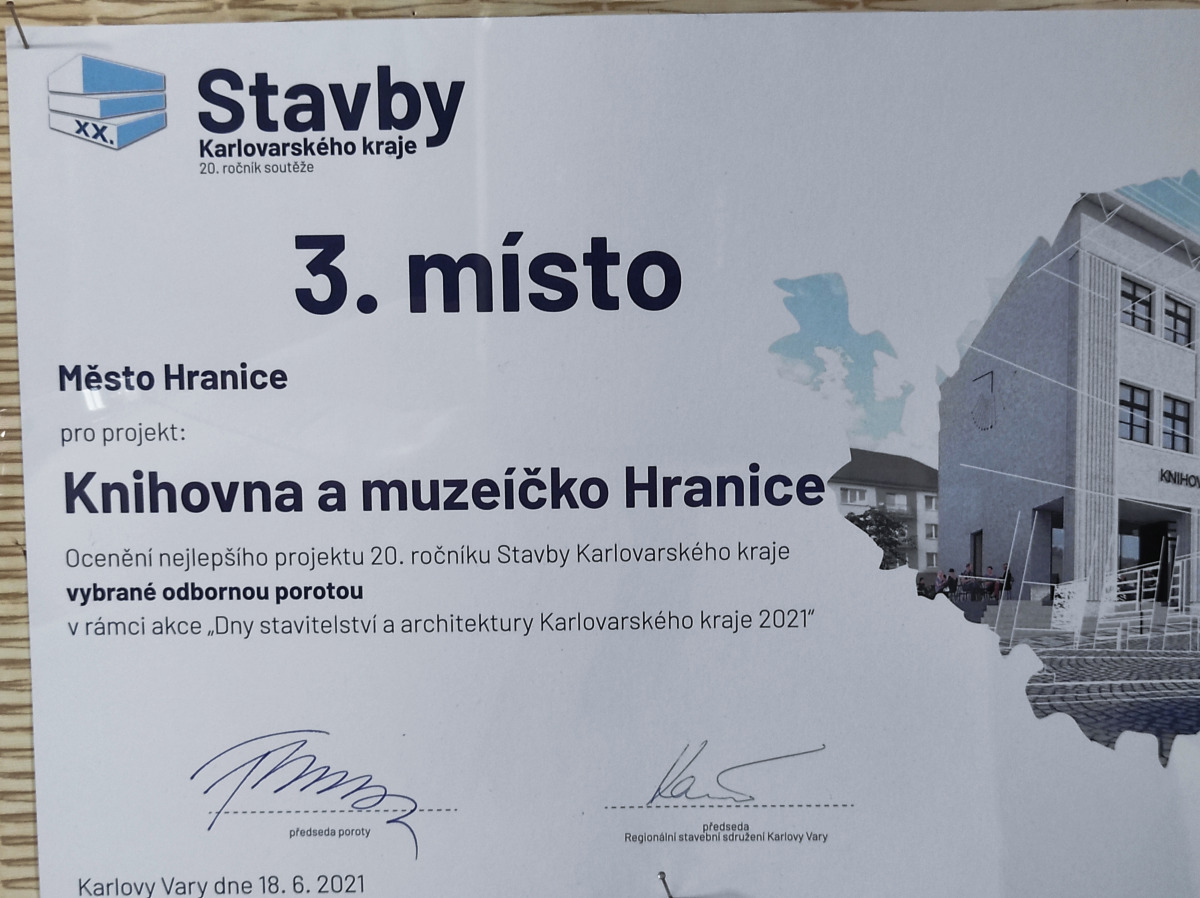 XX.
Stavby
Karlovarského kraje
20. ročník soutěže
3. místo
Město Hranice
pro projekt:
Knihovna a muzeíčko Hranice
Ocenění nejlepšího projektu 20. ročníku Stavby Karlovarského kraje
vybrané odbornou porotou
v rámci akce „Dny stavitelství a architektury Karlovarského kraje 2021“
KNIHOV
předseda poroty
předseda
Regionální stavební sdružení Karlovy Vary
Karlovy Vary dne 18. 6. 2021